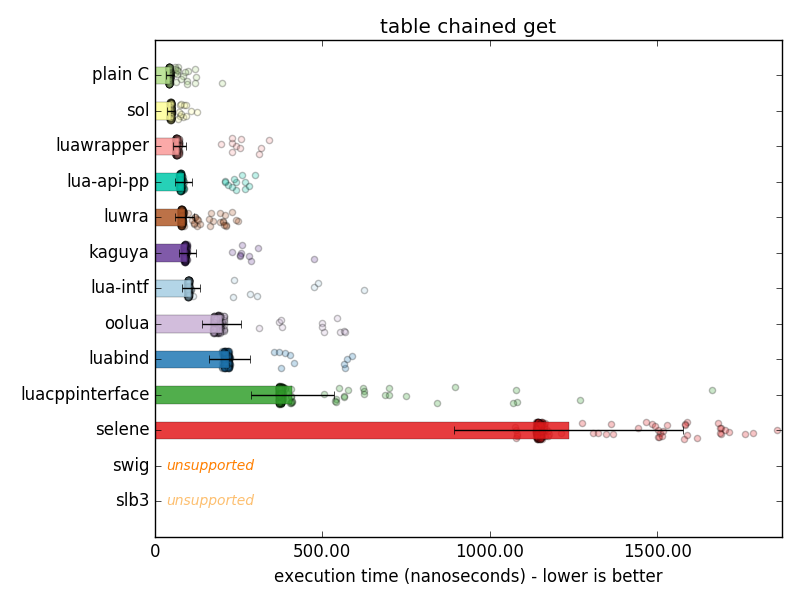 table chained get
plain C
sol
luawrapper
lua-api-pp
luwra
kaguya
lua-intf
oolua
luabind
luacppinterface
selene
swig unsupported
slb3 unsupported
0 500.00 1000.00 1500.00
execution time (nanoseconds) - lower is better